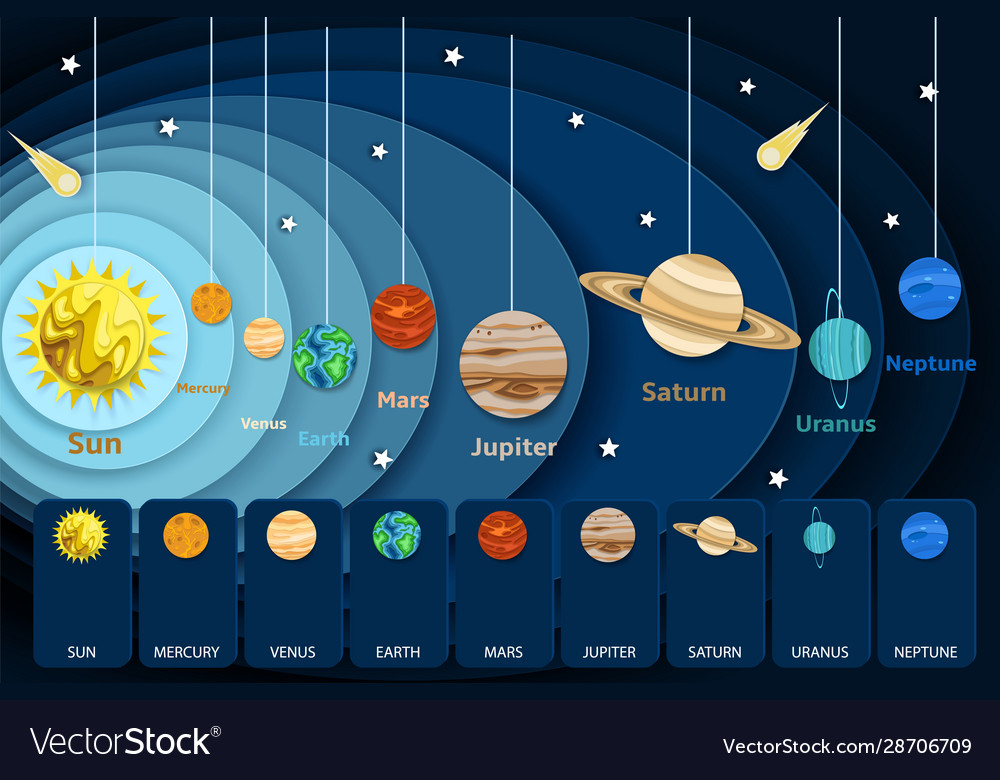 Mercury
Neptune
Saturn
Mars
Venus
Uranus
Earth
Sun
Jupiter
SUN
MERCURY
VENUS
EARTH
MARS
JUPITER
SATURN
URANUS
NEPTUNE
VectorStock®
VectorStock.com/28706709